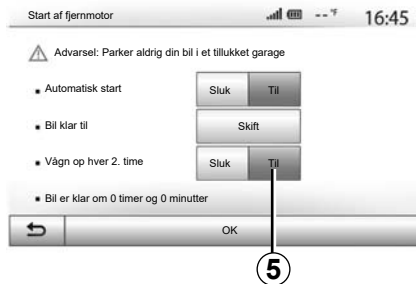 Start af fjernmotor -- °F 16:45
Advarsel: Parker aldrig din bil i et tillukket garage
Automatisk start Sluk Til
Bil klar til Skift
Vågn op hver 2. time Sluk Til
Bil er klar om 0 timer og 0 minutter
OK
5